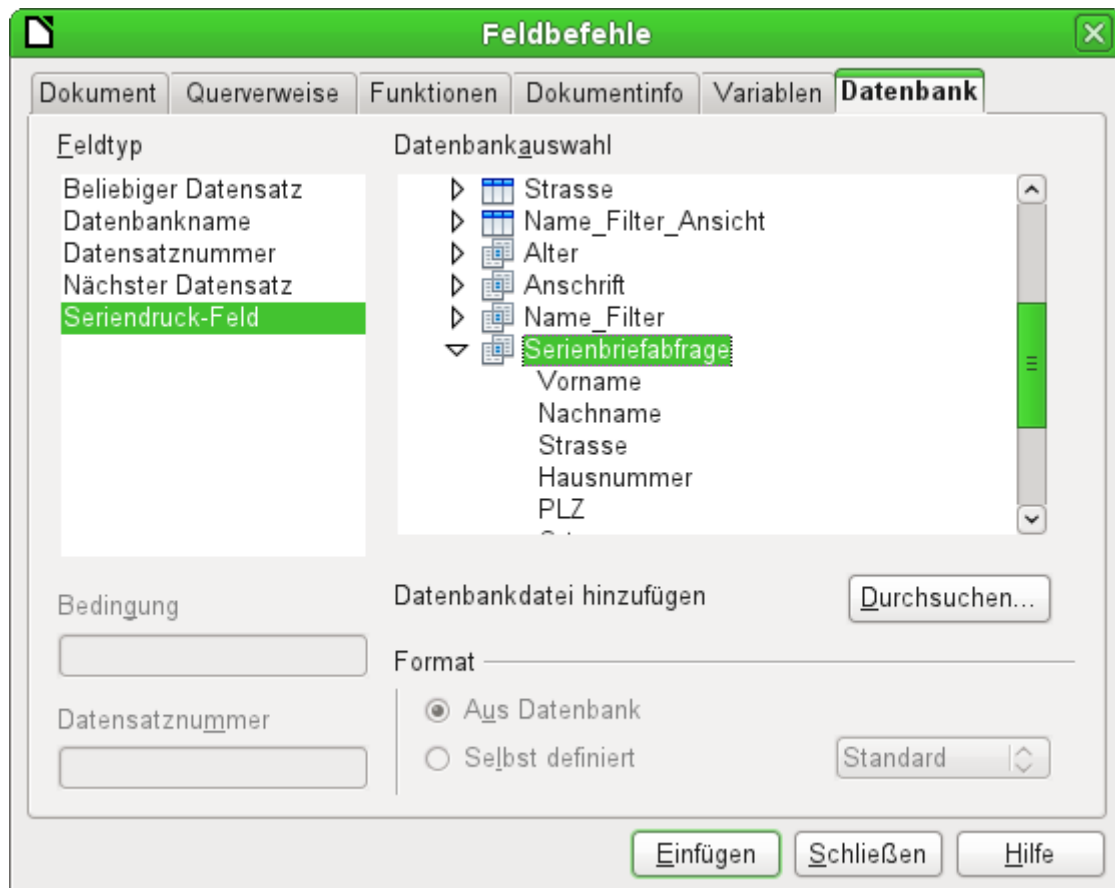 Feldbefehle
Dokument Querverweise Funktionen Dokumentinfo Variablen Datenbank
Feldtyp
Beliebiger Datensatz
Datenbankname
Datensatznummer
Nächster Datensatz
Seriendruck-Feld
Datenbankauswahl
Strasse
Name_Filter_Ansicht
Alter
Anschrift
Name_Filter
Serienbriefabfrage
Vorname
Nachname
Strasse
Hausnummer
PLZ
Bedingung
Datensatznummer
Datenbankdatei hinzufügen Durchsuchen...
Format
Aus Datenbank
Selbst definiert Standard
Einfügen Schließen Hilfe